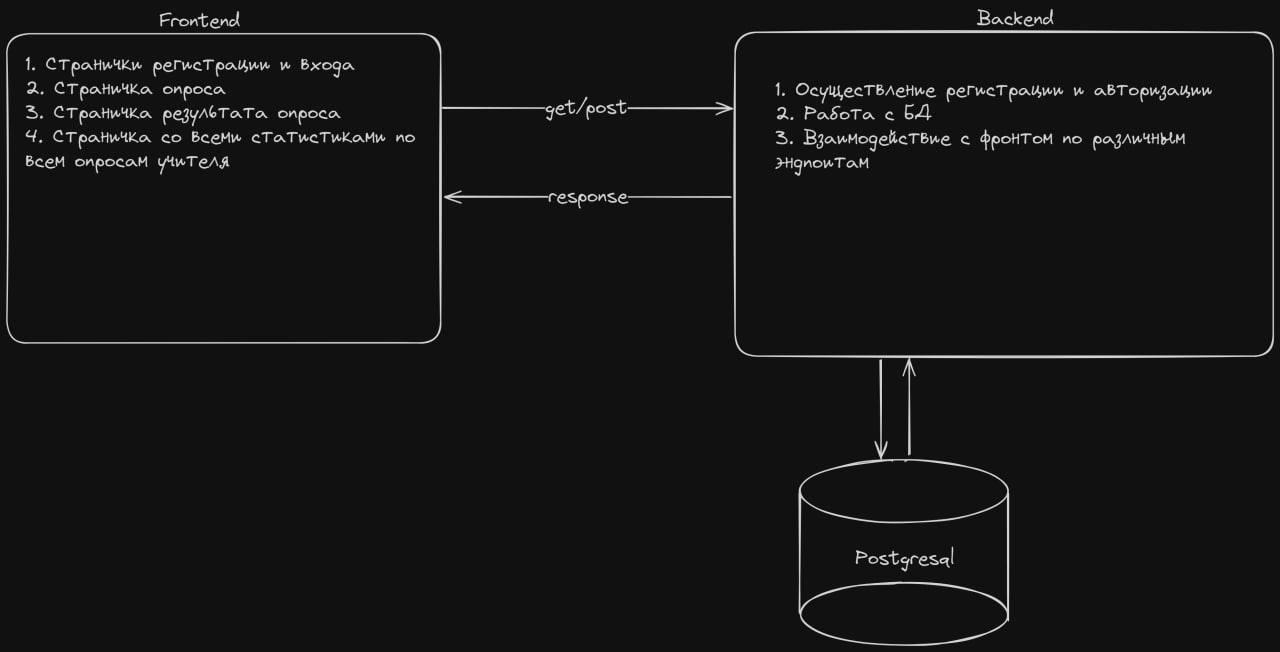 Frontend
1. Странички регистрации и входа
2. Страничка опроса
3. Страничка результата опроса
4. Страничка со всеми статистиками по
всем опросам учителя
get/post
response
Backend
1. Осуществление регистрации и авторизации
2. Работа с БД
3. Взаимодействие с фронтом по различным
эндпоитам
Postgresql